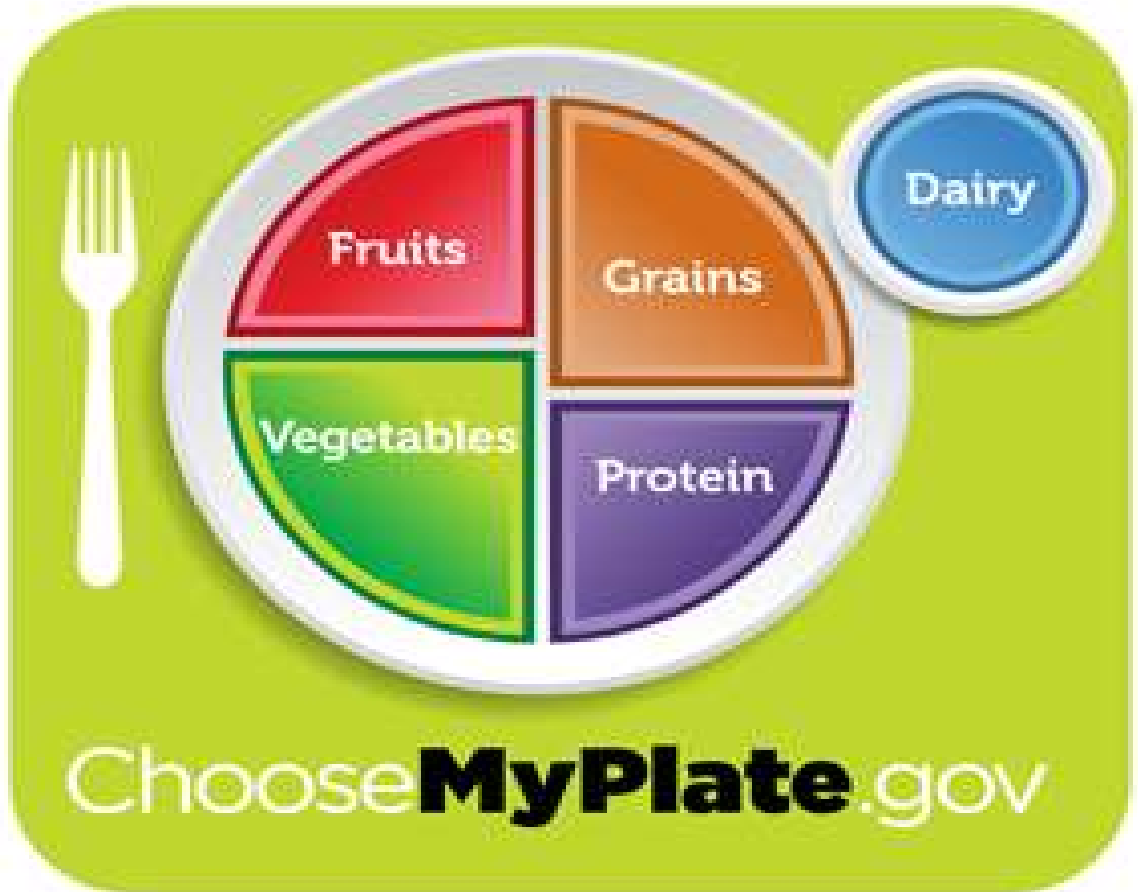 Fruits
Grains
Dairy
Vegetables
Protein
ChooseMyPlate.gov